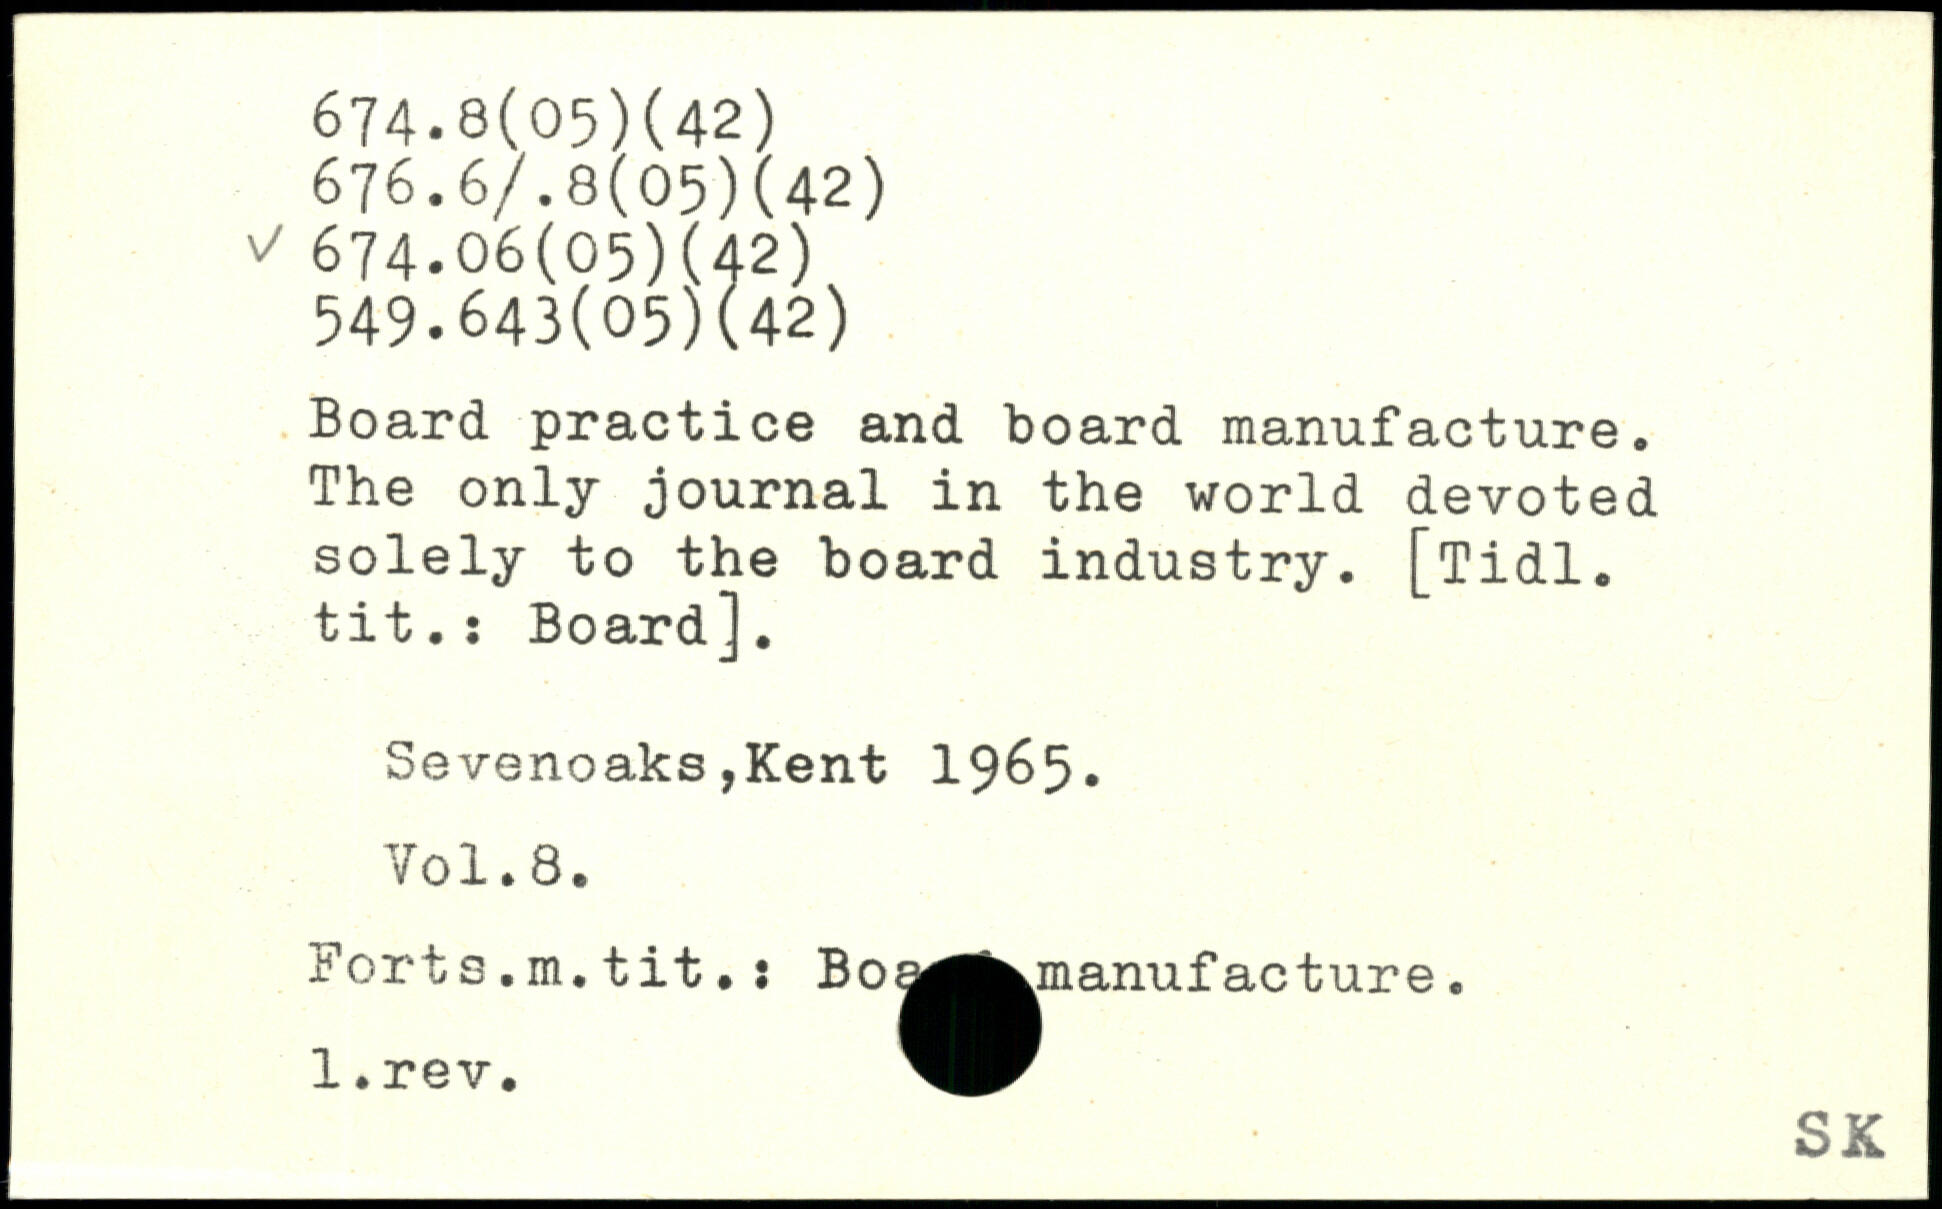 674.8(05)(42)
676.6/.8(05)(42)
✓ 674.06(05)(42)
549.643(05)(42)
Board practice and board manufacture.
The only journal in the world devoted
solely to the board industry. [Tidl.
tit.: Board].
Sevenoaks,Kent 1965.
Vol.8.
Forts.m.tit.: manufacture.
1.rev.
SK